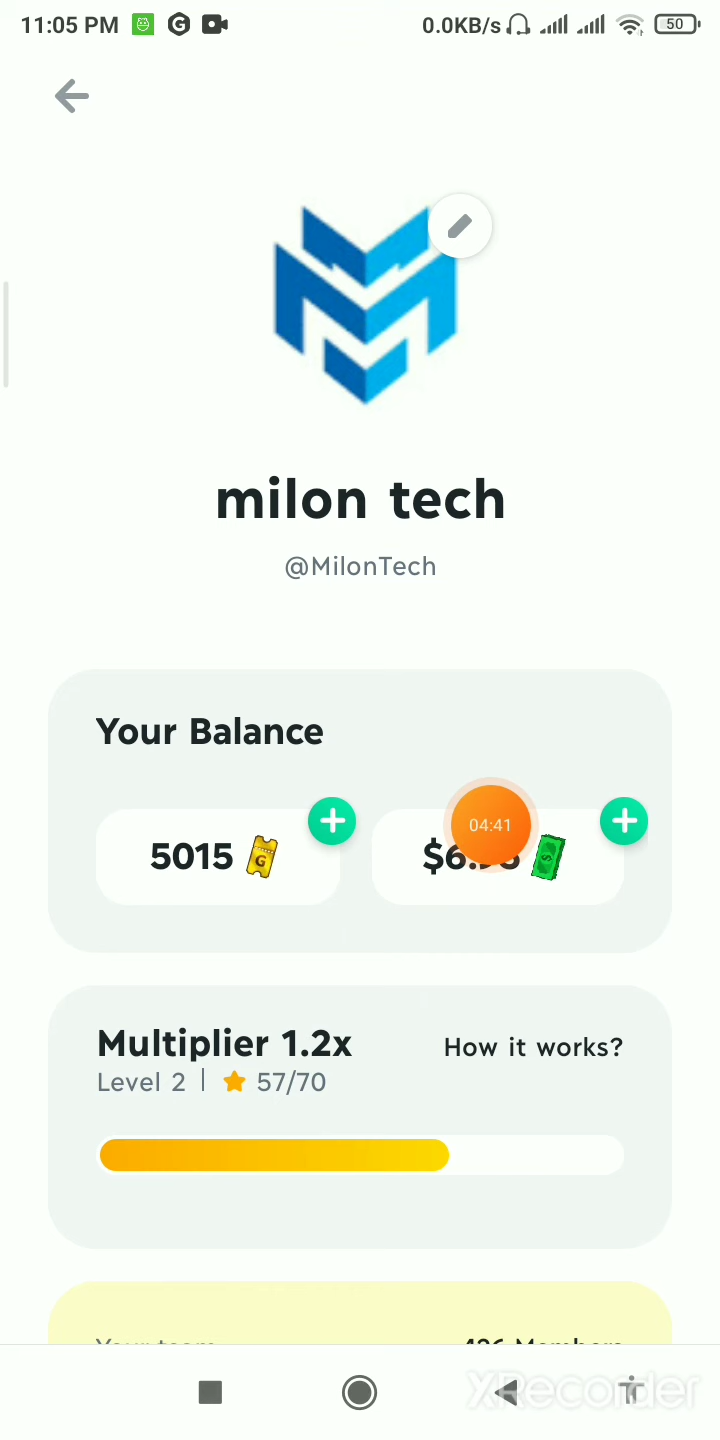 11:05 PM 0.0KB/s 50
milon tech
@MilonTech
Your Balance
04:41
5015
Multiplier 1.2x How it works?
Level 2 | 57/70
XRecorder